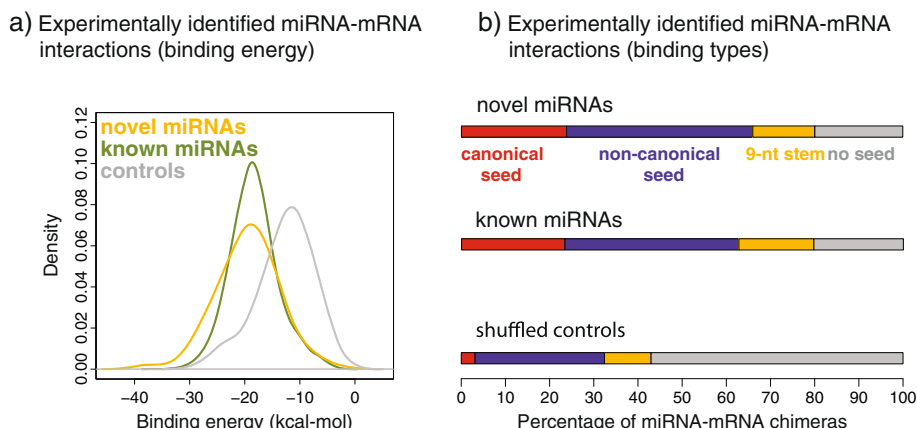 a) Experimentally identified miRNA-mRNA
interactions (binding energy)
novel miRNAs
known miRNAs
controls
Density
0.00
0.02
0.04
0.06
0.08
0.10
0.12
−40
−30
−20
−10
0
Binding energy (kcal-mol)
b) Experimentally identified miRNA-mRNA
interactions (binding types)
novel miRNAs
canonical
seed
non-canonical
seed
9-nt stem
no seed
known miRNAs
shuffled controls
0 10 20 30 40 50 60 70 80 90 100
Percentage of miRNA-mRNA chimeras